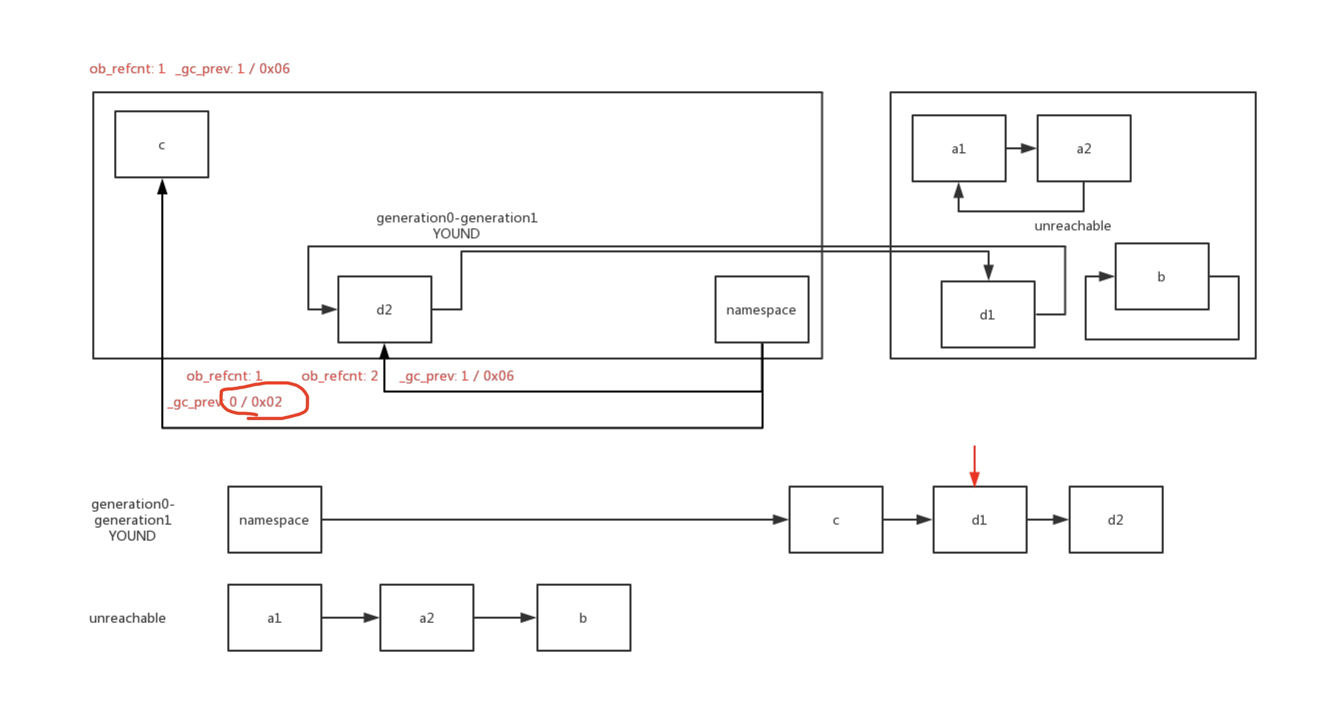 ob_refcnt: 1 _gc_prev: 1 / 0x06
c
a1
a2
generation0-generation1
YOUND
unreachable
b
d2
namespace
d1
ob_refcnt: 1
ob_refcnt: 2
_gc_prev: 1 / 0x06
_gc_prev 0 / 0x02
generation0-
generation1
YOUND
namespace
c
d1
d2
unreachable
a1
a2
b